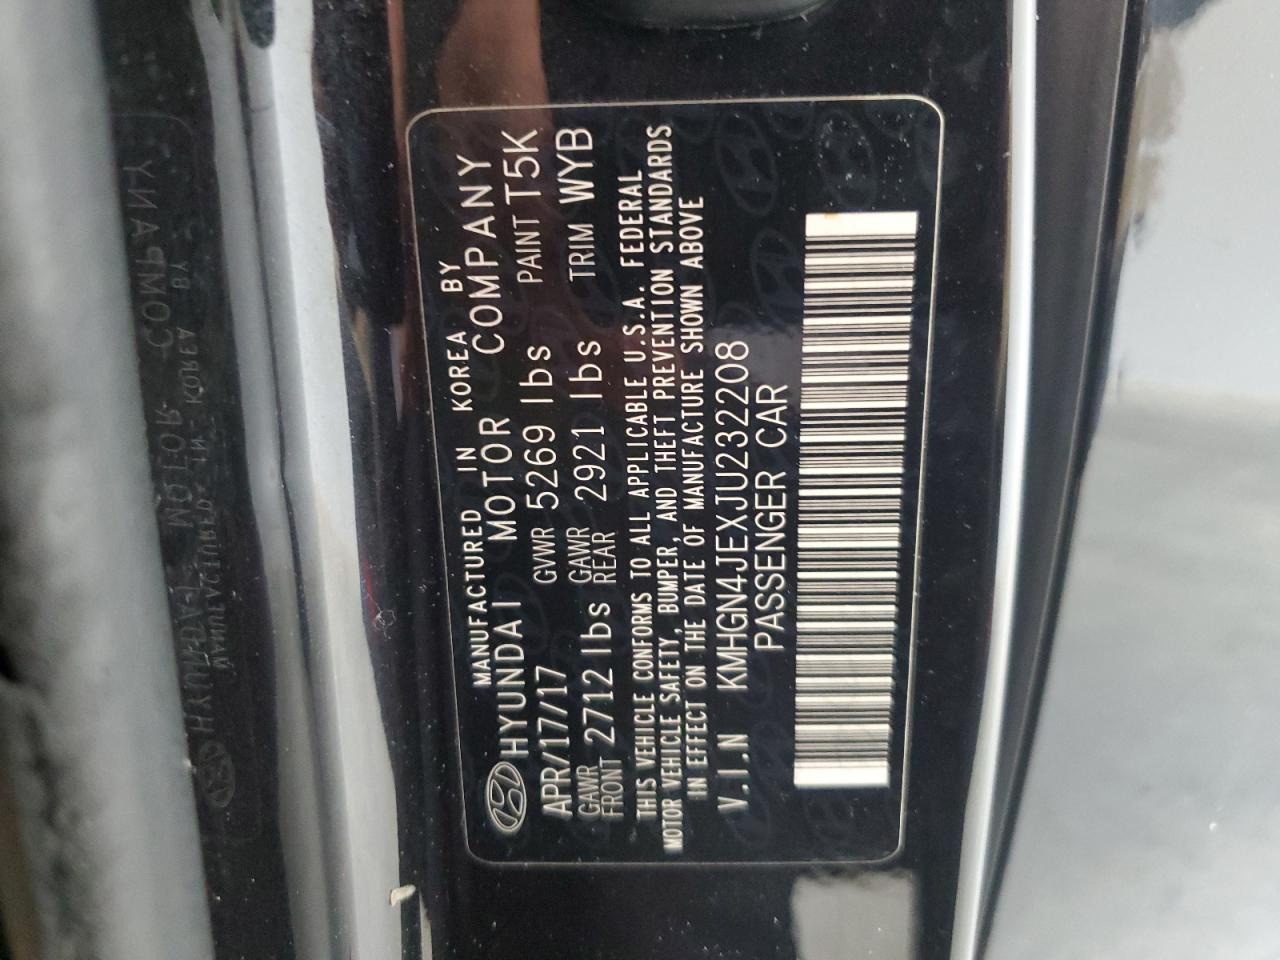 MANUFACTURED IN KOREA BY
HYUNDAI MOTOR COMPANY
APR/17/17 GVWR 5269 lbs PAINT T5K
GAWR FRONT 2712 lbs GAWR REAR 2921 lbs TRIM WYB
THIS VEHICLE CONFORMS TO ALL APPLICABLE U.S.A. FEDERAL
MOTOR VEHICLE SAFETY, BUMPER, AND THEFT PREVENTION STANDARDS
IN EFFECT ON THE DATE OF MANUFACTURE SHOWN ABOVE
V.I.N KMHGN4JEXJU232208
PASSENGER CAR